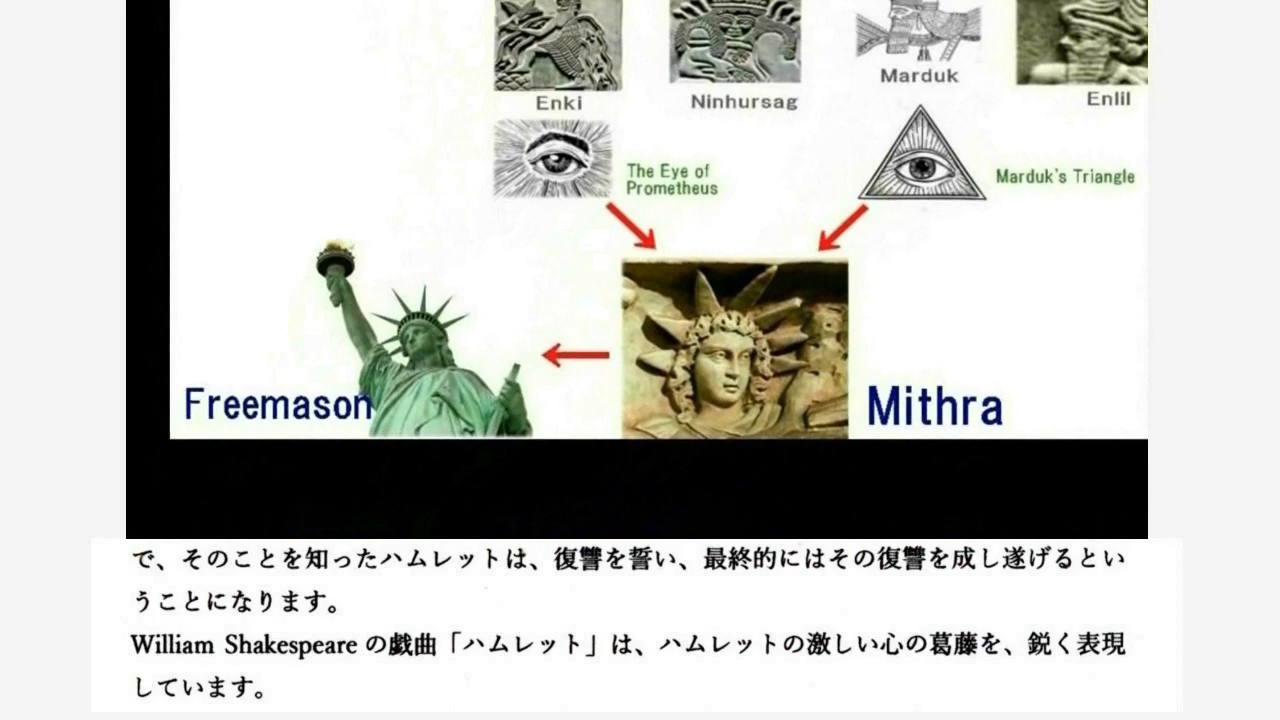 Enki
Ninhursag
Marduk
Enlil
The Eye of
Prometheus
Marduk's Triangle
Freemason
Mithra
で、そのことを知ったハムレットは、復讐を誓い、最終的にはその復讐を成し遂げるとい
うことになります。
William Shakespeare の戯曲「ハムレット」は、ハムレットの激しい心の葛藤を、鋭く表現
しています。